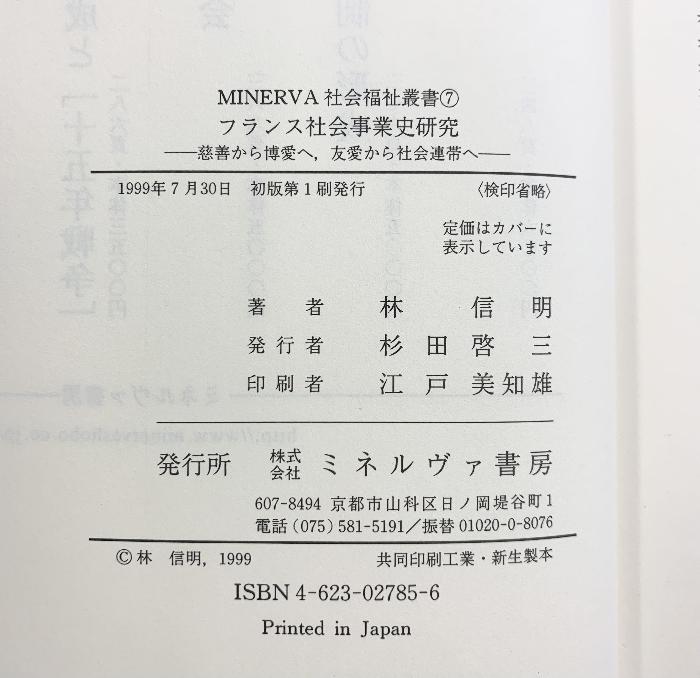 MINERVA 社会福祉叢書⑦
フランス社会事業史研究
——慈善から博愛へ，友愛から社会連帯へ——
1999年7月30日　初版第1刷発行　〈検印省略〉
定価はカバーに
表示しています
著者　林信明
発行者　杉田啓三
印刷者　江戸美知雄
発行所　株式会社　ミネルヴァ書房
607-8494 京都市山科区日ノ岡堤谷町1
電話 (075) 581-5191／振替 01020-0-8076
©林　信明，1999　共同印刷工業・新生製本
ISBN 4-623-02785-6
Printed in Japan